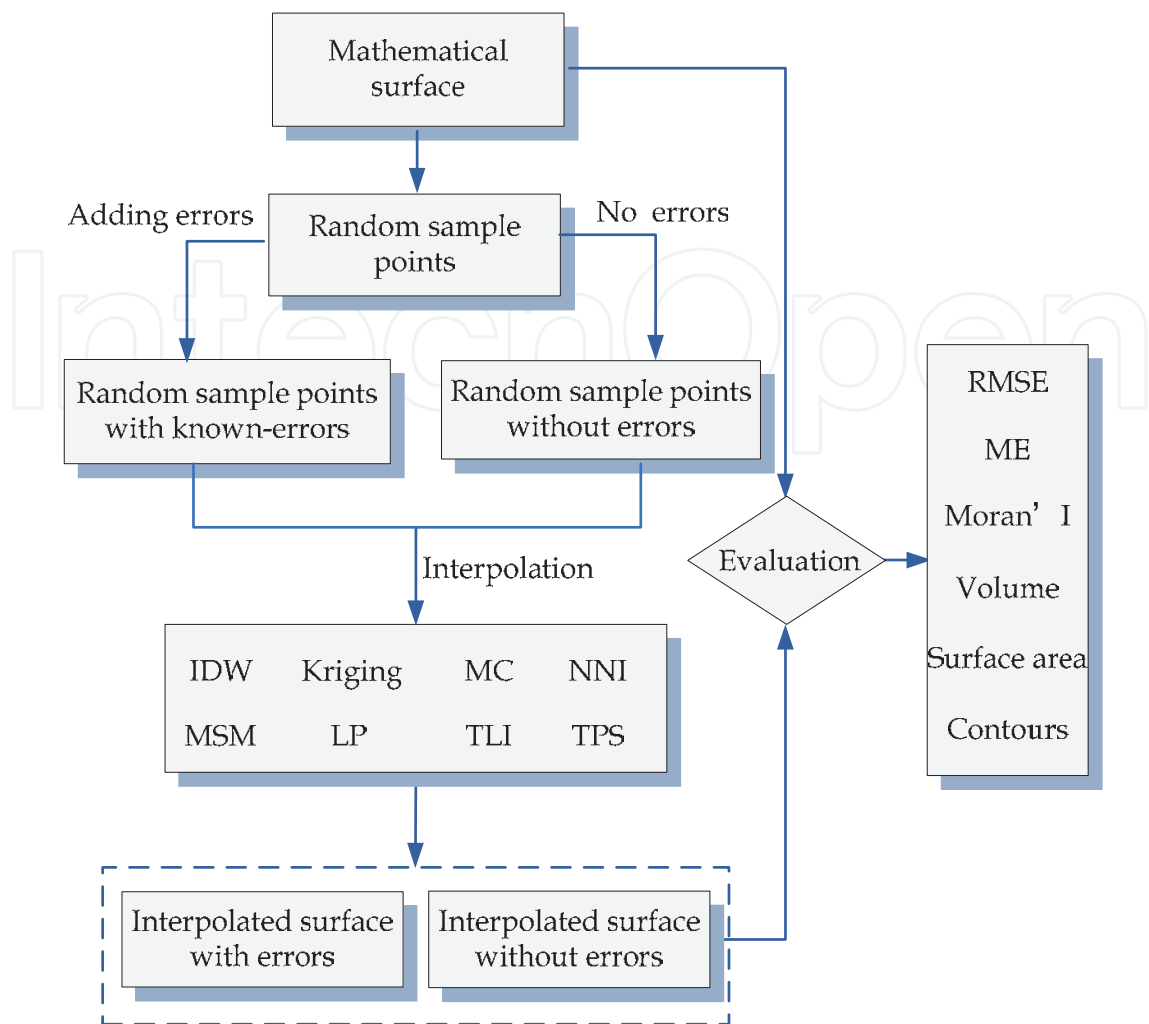 Mathematical
surface
Adding errors
No errors
Random sample
points
Random sample points
with known-errors
Random sample points
without errors
IntechOpen
RMSE
ME
Moran’ I
Volume
Surface area
Contours
Evaluation
Interpolation
IDW Kriging MC NNI
MSM LP TLI TPS
Interpolated surface
with errors
Interpolated surface
without errors